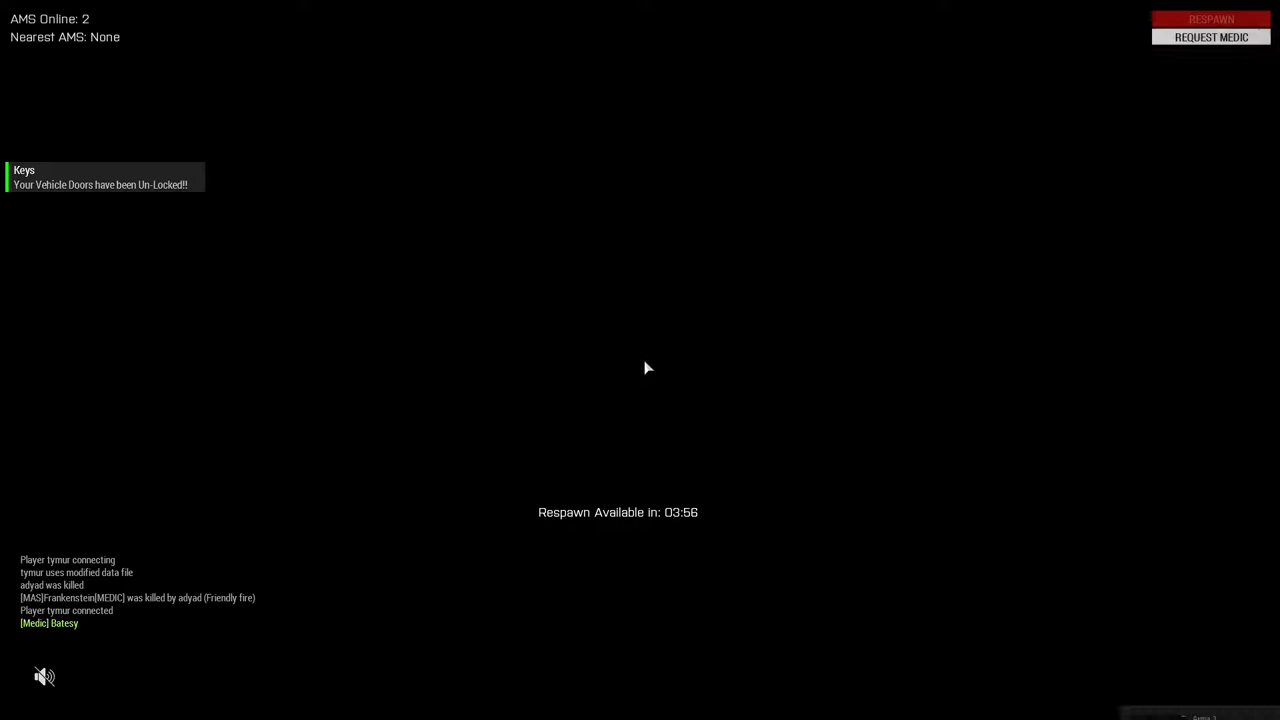 AMS Online: 2
Nearest AMS: None
RESPAWN
REQUEST MEDIC
Keys
Your Vehicle Doors have been Un-Locked!!
Respawn Available in: 03:56
Player tymur connecting
tymur uses modified data file
adyad was killed
[MAS]Frankenstein[MEDIC] was killed by adyad (Friendly fire)
Player tymur connected
[Medic] Batesy
Arma 3